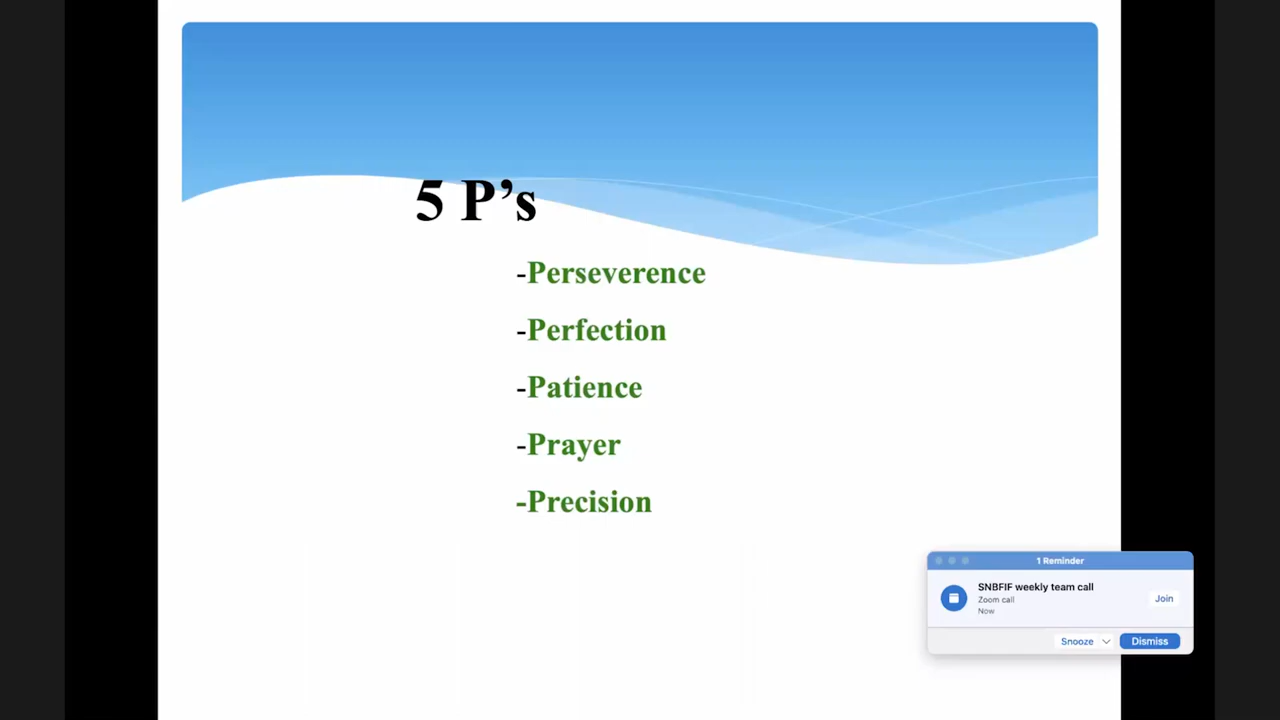 5 P’s
-Perseverence
-Perfection
-Patience
-Prayer
-Precision
1 Reminder
SNBFIF weekly team call
Zoom call
Now
Join
Snooze
Dismiss